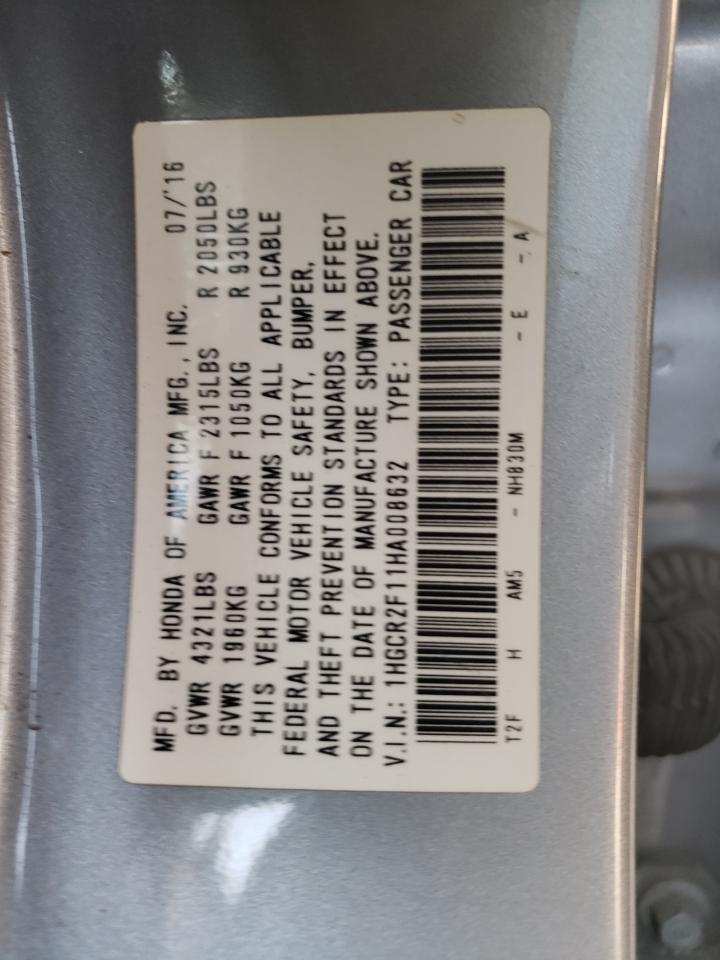 MFD. BY HONDA OF AMERICA MFG., INC. 07/'16
GVWR 4321LBS GAWR F 2315LBS R 2050LBS
GVWR 1960KG GAWR F 1050KG R 930KG
THIS VEHICLE CONFORMS TO ALL APPLICABLE
FEDERAL MOTOR VEHICLE SAFETY, BUMPER,
AND THEFT PREVENTION STANDARDS IN EFFECT
ON THE DATE OF MANUFACTURE SHOWN ABOVE.
V.I.N.: 1HGCR2F11HA008632 TYPE: PASSENGER CAR
T2F H AM5 - NH830M - E - A